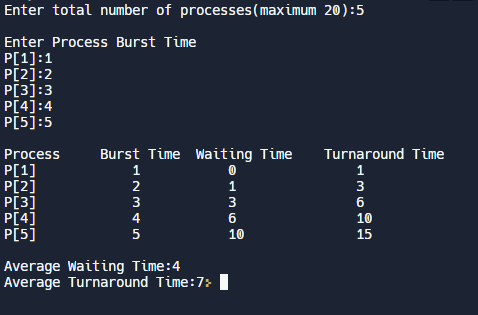 Enter total number of processes(maximum 20):5
Enter Process Burst Time
P[1]:1
P[2]:2
P[3]:3
P[4]:4
P[5]:5
Process Burst Time Waiting Time Turnaround Time
P[1] 1 0 1
P[2] 2 1 3
P[3] 3 3 6
P[4] 4 6 10
P[5] 5 10 15
Average Waiting Time:4
Average Turnaround Time:7